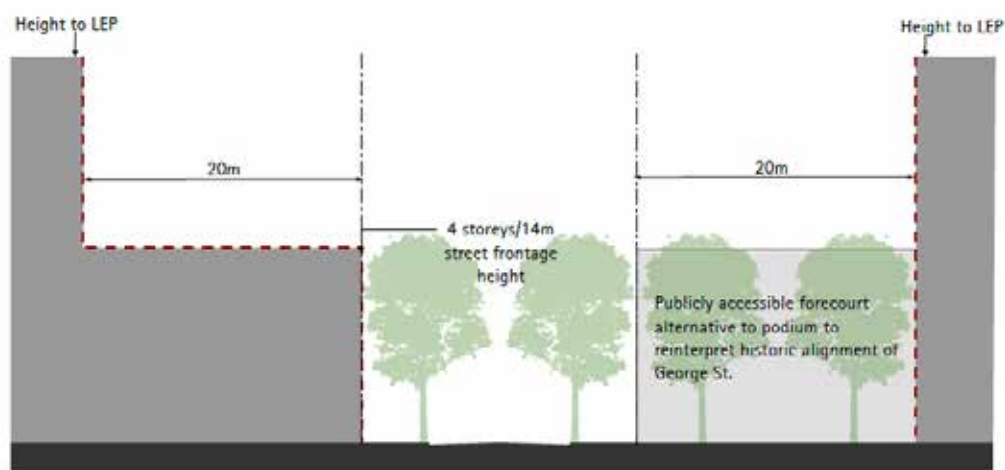 Height to LEP
Height to LEP
20m
20m
4 storeys/14m
street frontage
height
Publicly accessible forecourt
alternative to podium to
reinterpret historic alignment of
George St.